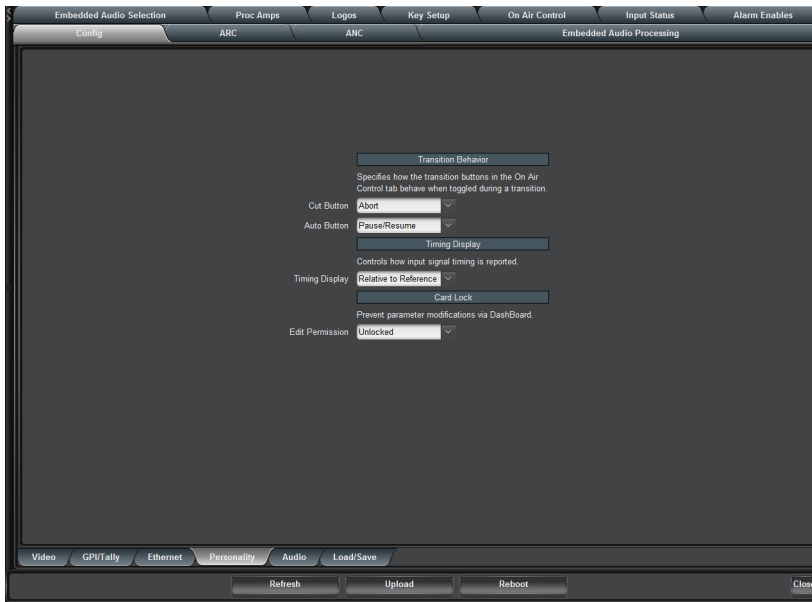 Embedded Audio Selection Proc Amps Logos Key Setup On Air Control Input Status Alarm Enables
Config ARC ANC Embedded Audio Processing
Transition Behavior
Specifies how the transition buttons in the On Air
Control tab behave when toggled during a transition.
Cut Button Abort
Auto Button Pause/Resume
Timing Display
Controls how input signal timing is reported.
Timing Display Relative to Reference
Card Lock
Prevent parameter modifications via DashBoard.
Edit Permission Unlocked
Video GPI/Tally Ethernet Personality Audio Load/Save
Refresh Upload Reboot Close